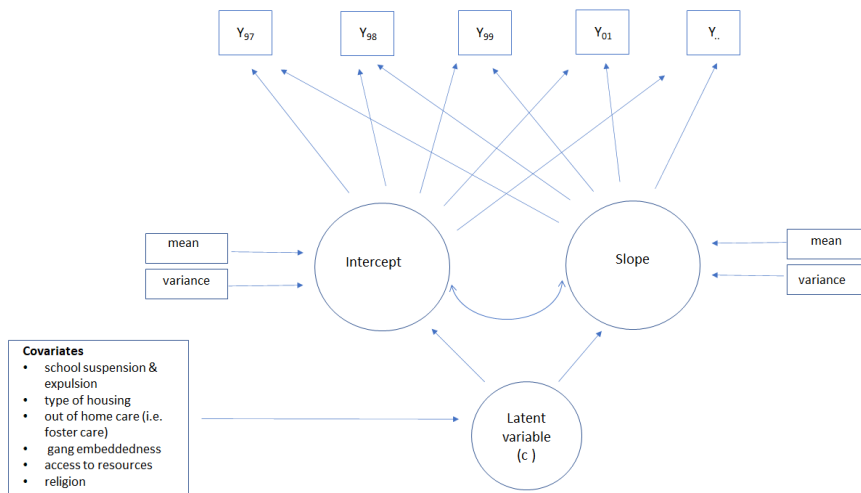 Y97
Y98
Y99
Y01
Y..
mean
variance
Intercept
Slope
mean
variance
Covariates
• school suspension &
expulsion
• type of housing
• out of home care (i.e.
foster care)
• gang embeddedness
• access to resources
• religion
Latent
variable
(c )